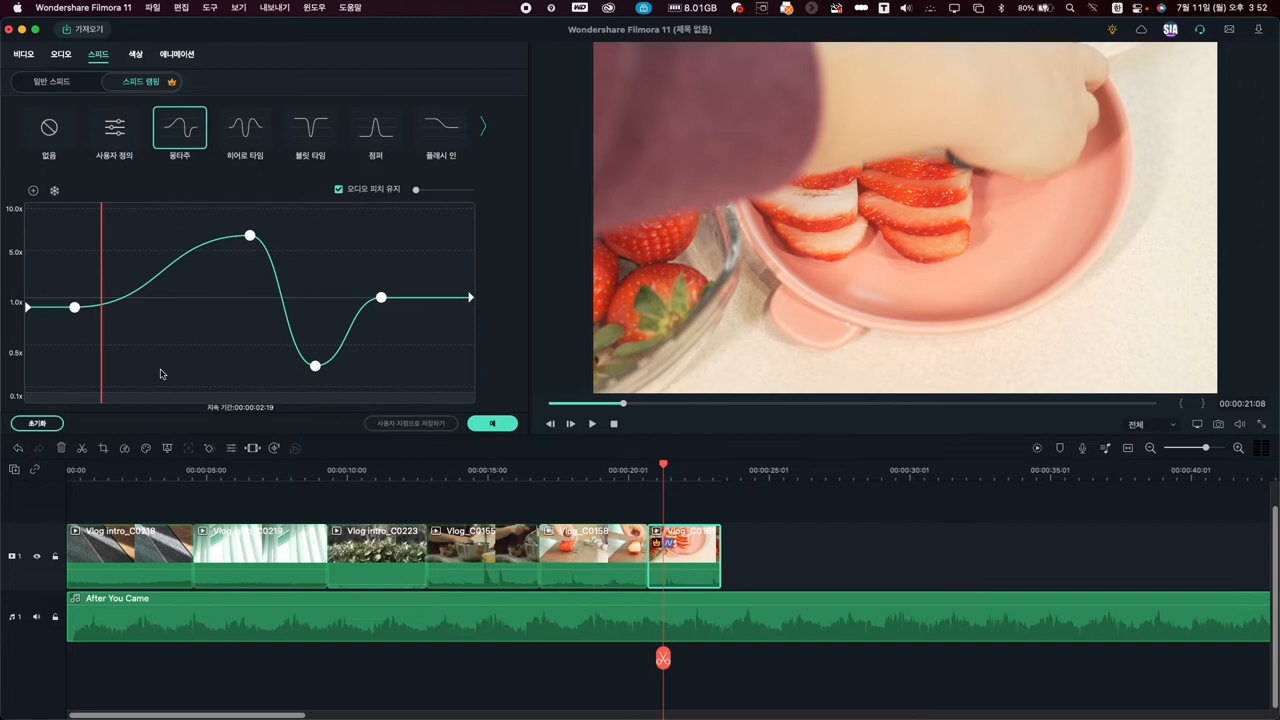 Wondershare Filmora 11 파일 편집 도구 보기 내보내기 윈도우 도움말
8.01GB 80% 한 7월 11일 (월) 오후 3 52
가져오기 Wondershare Filmora 11 (제목 없음) SIA
비디오 오디오 스피드 색상 애니메이션
일반 스피드 스피드 램핑
없음 사용자 정의 몽타주 히어로 타임 불릿 타임 점퍼 플래시 인
오디오 피치 유지
10.0x
5.0x
1.0x
0.5x
0.1x
지속 기간:00:00:02:19
00:00:21:08
초기화 사용자 지정으로 저장하기 예
전체
00:00 00:00:05:00 00:00:10:00 00:00:15:00 00:00:20:01 00:00:25:01 00:00:30:01 00:00:35:01 00:00:40:01
Vlog intro_C0218 Vlog intro_C0219 Vlog intro_C0223 Vlog_C0155 Vlog_C0158
1
After You Came
1